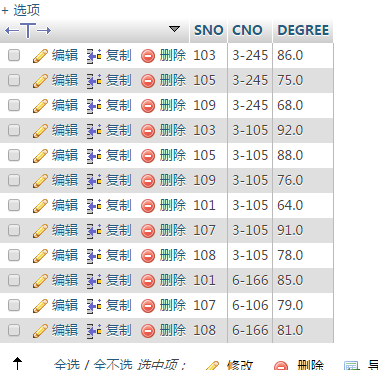 + 选项
←T→ SNO CNO DEGREE
编辑 复制 删除 103 3-245 86.0
编辑 复制 删除 105 3-245 75.0
编辑 复制 删除 109 3-245 68.0
编辑 复制 删除 103 3-105 92.0
编辑 复制 删除 105 3-105 88.0
编辑 复制 删除 109 3-105 76.0
编辑 复制 删除 101 3-105 64.0
编辑 复制 删除 107 3-105 91.0
编辑 复制 删除 108 3-105 78.0
编辑 复制 删除 101 6-166 85.0
编辑 复制 删除 107 6-106 79.0
编辑 复制 删除 108 6-166 81.0
全选 / 全不选 选中项： 修改 删除